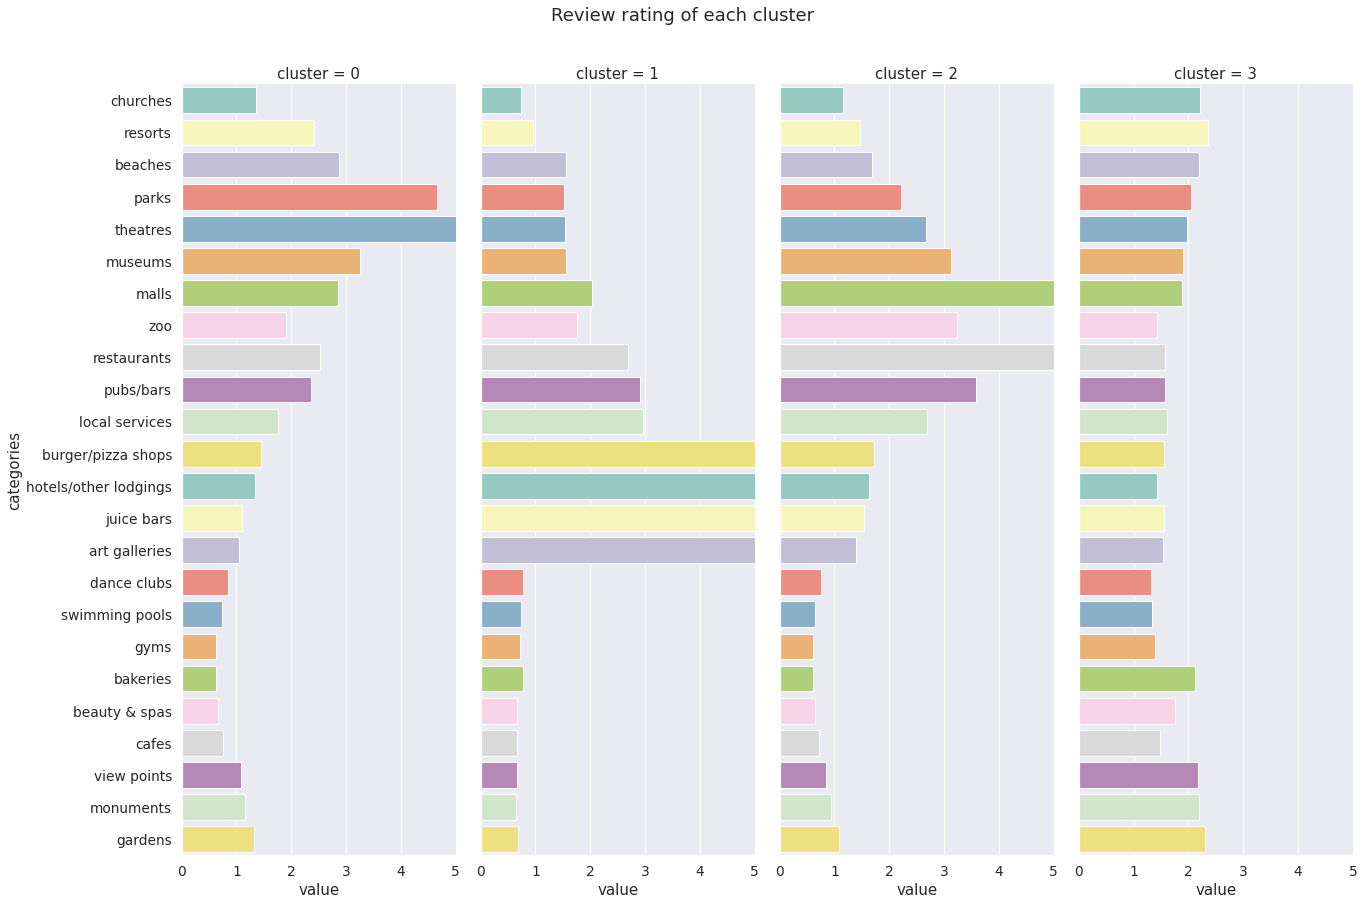 Review rating of each cluster
cluster = 0
cluster = 1
cluster = 2
cluster = 3
categories
churches
resorts
beaches
parks
theatres
museums
malls
zoo
restaurants
pubs/bars
local services
burger/pizza shops
hotels/other lodgings
juice bars
art galleries
dance clubs
swimming pools
gyms
bakeries
beauty & spas
cafes
view points
monuments
gardens
0 1 2 3 4 5
0 1 2 3 4 5
0 1 2 3 4 5
0 1 2 3 4 5
value
value
value
value